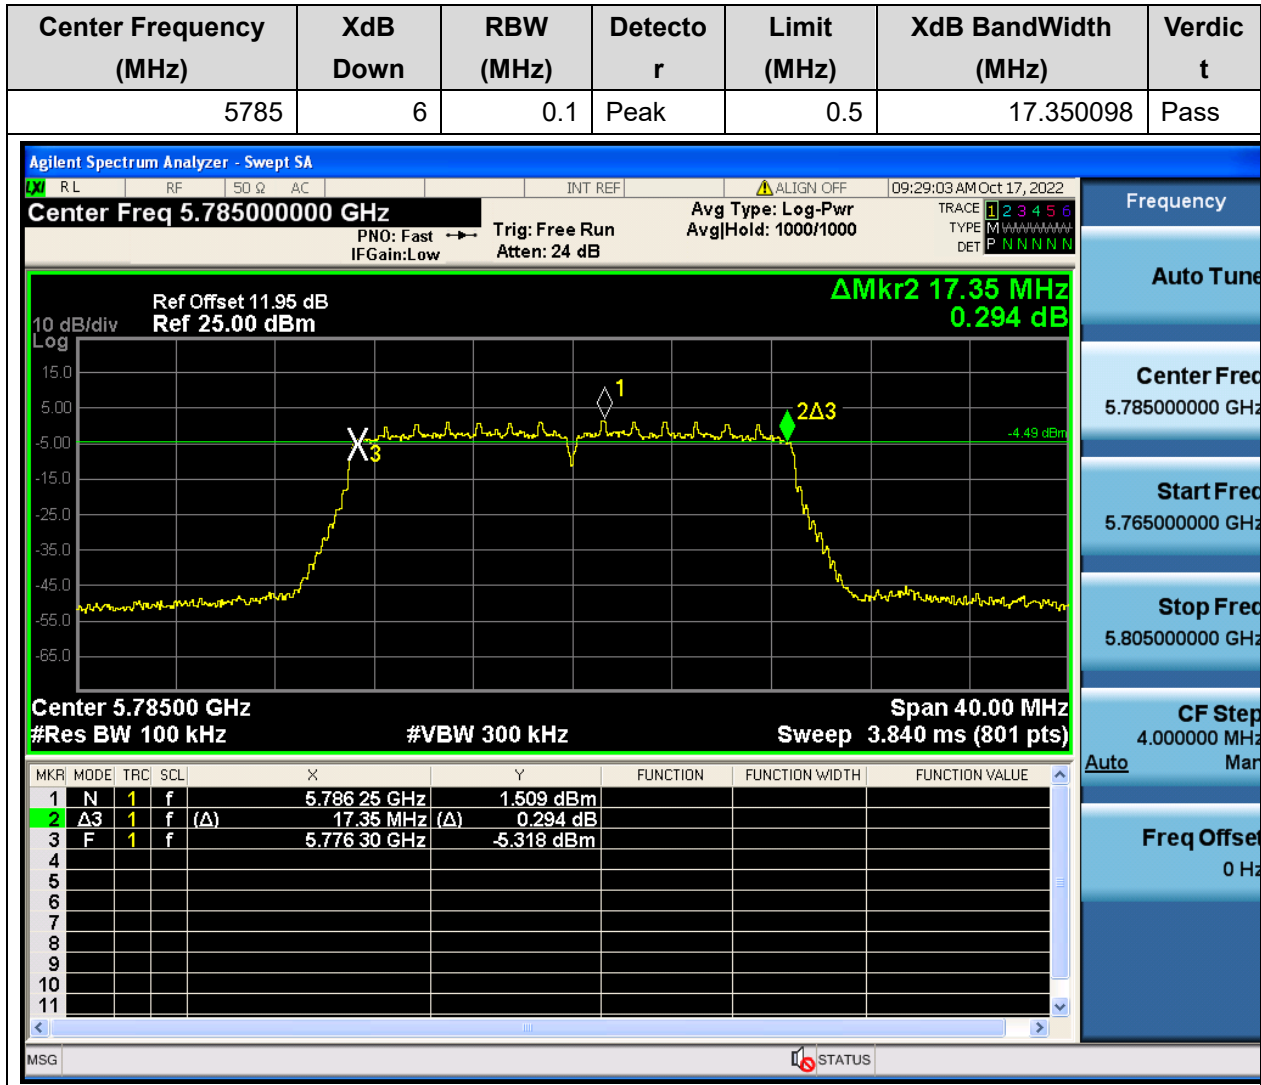 Center Frequency (MHz) XdB Down RBW (MHz) Detecto r Limit (MHz) XdB BandWidth (MHz) Verdic t
5785 6 0.1 Peak 0.5 17.350098 Pass
Agilent Spectrum Analyzer - Swept SA
LXI RL RF 50 Ω AC INT REF ALIGN OFF 09:29:03 AM Oct 17, 2022
Center Freq 5.785000000 GHz
PNO: Fast
IFGain:Low
Trig: Free Run
Atten: 24 dB
Avg Type: Log-Pwr
Avg|Hold: 1000/1000
TRACE 1 2 3 4 5 6
TYPE M
DET P N N N N N
ΔMkr2 17.35 MHz
0.294 dB
Ref Offset 11.95 dB
10 dB/div Ref 25.00 dBm
Log
15.0
5.00
-5.00
-15.0
-25.0
-35.0
-45.0
-55.0
-65.0
1
2Δ3
3
-4.49 dBm
Center 5.78500 GHz Span 40.00 MHz
#Res BW 100 kHz #VBW 300 kHz Sweep 3.840 ms (801 pts)
MKR MODE TRC SCL X Y FUNCTION FUNCTION WIDTH FUNCTION VALUE
1 N 1 f 5.786 25 GHz 1.509 dBm
2 Δ3 1 f (Δ) 17.35 MHz (Δ) 0.294 dB
3 F 1 f 5.776 30 GHz -5.318 dBm
4
5
6
7
8
9
10
11
MSG STATUS
Frequency
Auto Tune
Center Freq
5.785000000 GHz
Start Freq
5.765000000 GHz
Stop Freq
5.805000000 GHz
CF Step
4.000000 MHz
Auto Man
Freq Offset
0 Hz